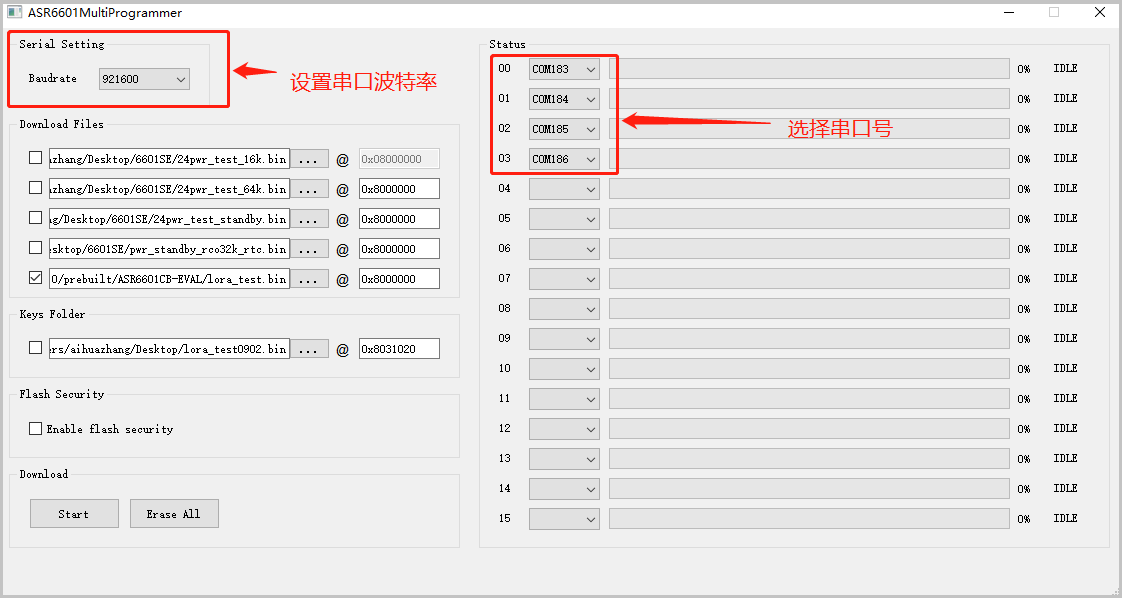 ASR6601MultiProgrammer
Serial Setting
Baudrate 921600
设置串口波特率
Download Files
ızhang/Desktop/6601SE/24pwr_test_16k.bin ... @ 0x08000000
ızhang/Desktop/6601SE/24pwr_test_64k.bin ... @ 0x8000000
ıg/Desktop/6601SE/24pwr_test_standby.bin ... @ 0x8000000
esktop/6601SE/pwr_standby_rco32k_rtc.bin ... @ 0x8000000
0/prebuilt/ASR6601CB-EVAL/lora_test.bin ... @ 0x8000000
Keys Folder
ers/aihuazhang/Desktop/lora_test0902.bin ... @ 0x8031020
Flash Security
Enable flash security
Download
Start Erase All
Status
00 COM183 0% IDLE
01 COM184 0% IDLE
02 COM185 0% IDLE
选择串口号
03 COM186 0% IDLE
04 0% IDLE
05 0% IDLE
06 0% IDLE
07 0% IDLE
08 0% IDLE
09 0% IDLE
10 0% IDLE
11 0% IDLE
12 0% IDLE
13 0% IDLE
14 0% IDLE
15 0% IDLE